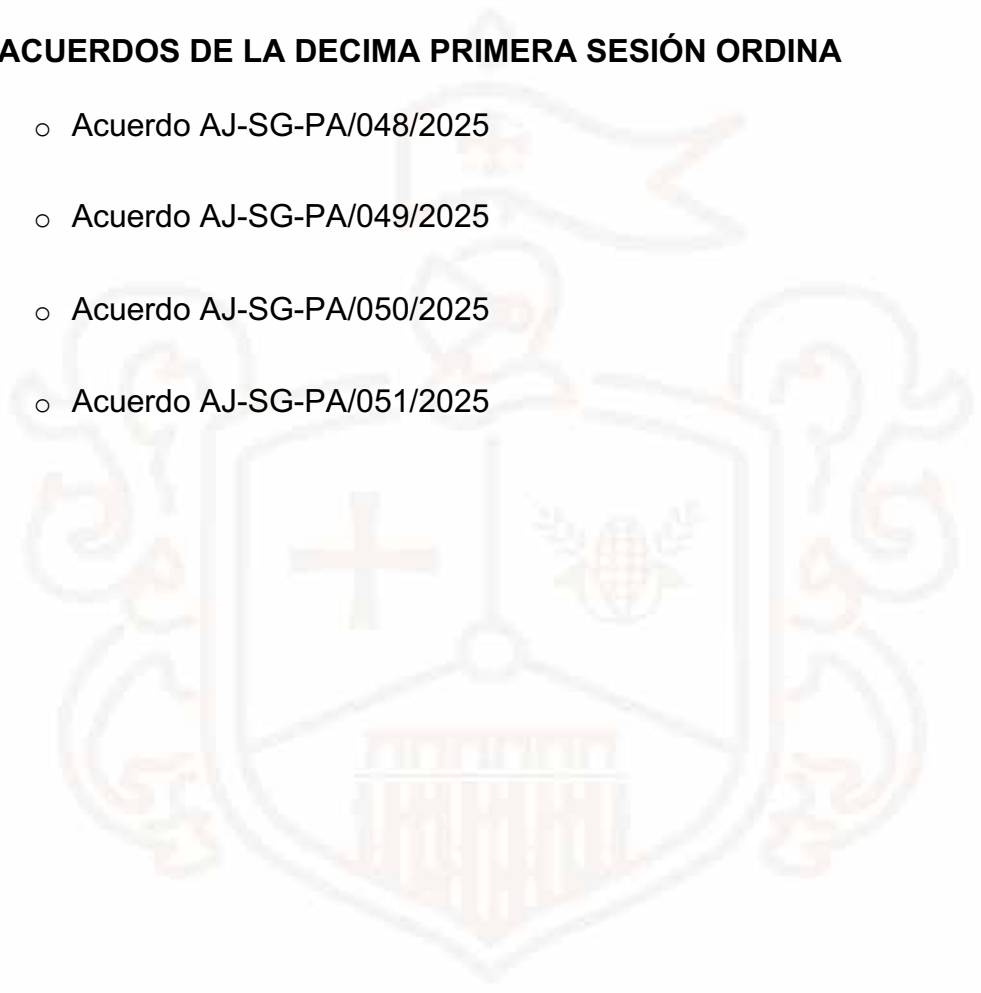 ACUERDOS DE LA DECIMA PRIMERA SESIÓN ORDINA
o Acuerdo AJ-SG-PA/048/2025
o Acuerdo AJ-SG-PA/049/2025
o Acuerdo AJ-SG-PA/050/2025
o Acuerdo AJ-SG-PA/051/2025